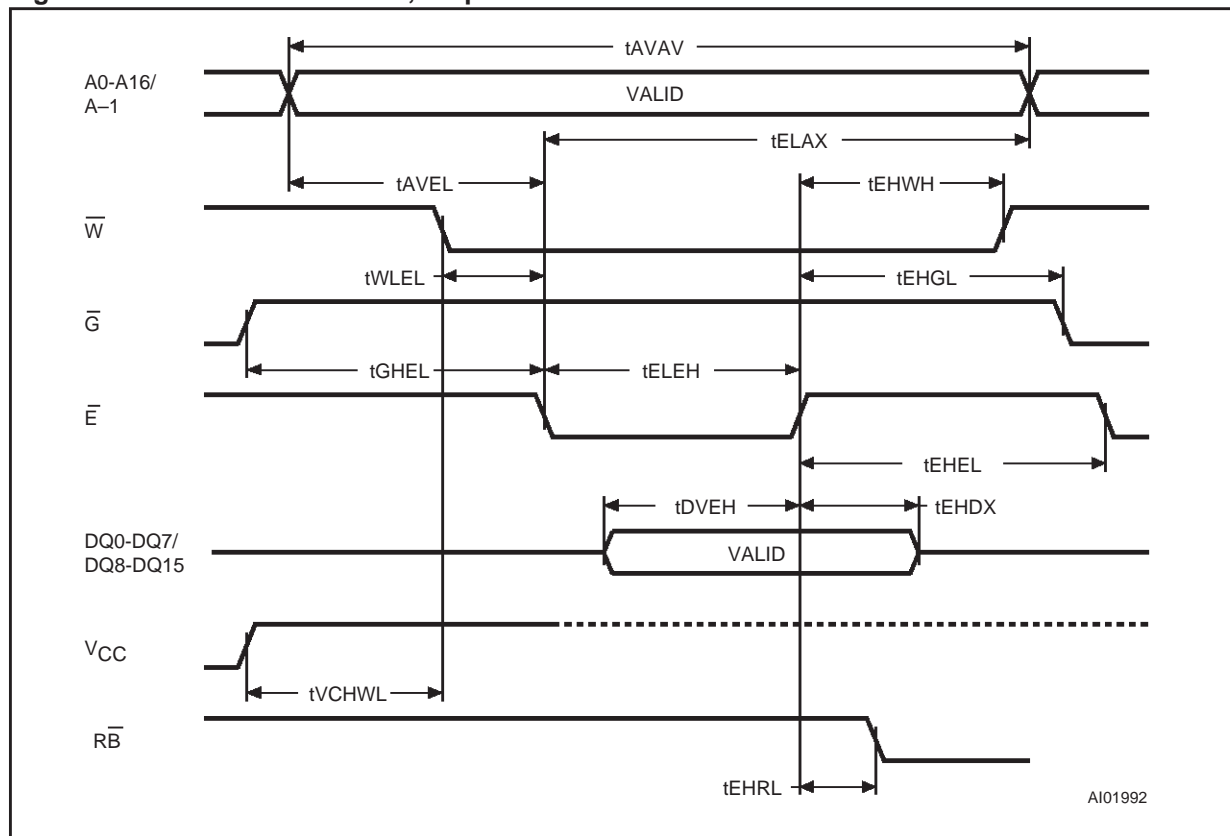 tAVAV
A0-A16/
A–1
VALID
tELAX
tAVEL
tEHWH
W̅
tWLEL
tEHGL
G̅
tGHEL
tELEH
E̅
tEHEL
tDVEH
tEHDX
DQ0-DQ7/
DQ8-DQ15
VALID
VCC
tVCHWL
RB̅
tEHRL
AI01992